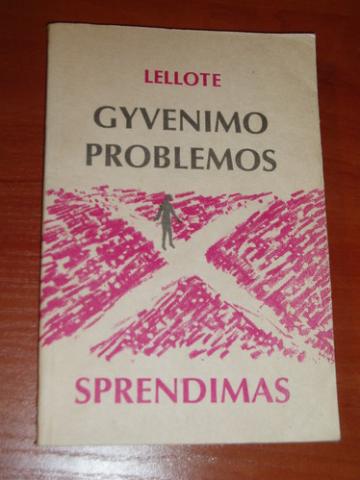 LELLOTE
GYVENIMO
PROBLEMOS
SPRENDIMAS